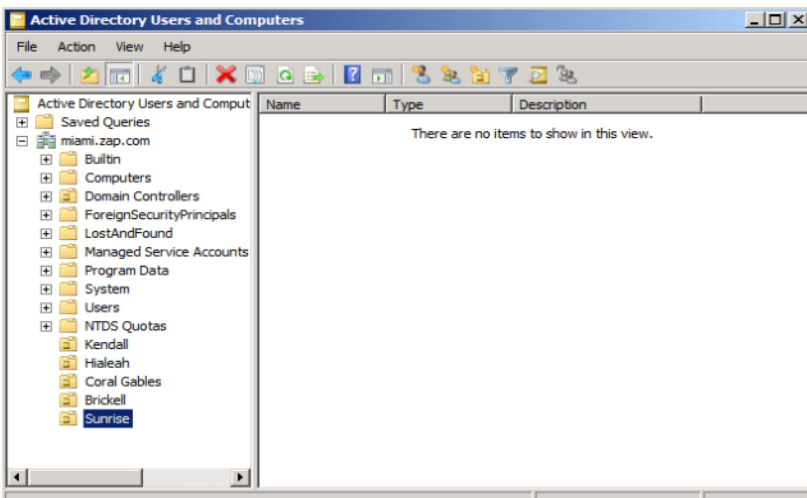 Active Directory Users and Computers
File Action View Help
Active Directory Users and Comput
Name Type Description
Saved Queries
There are no items to show in this view.
miami.zap.com
Builtin
Computers
Domain Controllers
ForeignSecurityPrincipals
LostAndFound
Managed Service Accounts
Program Data
System
Users
NTDS Quotas
Kendall
Hialeah
Coral Gables
Brickell
Sunrise